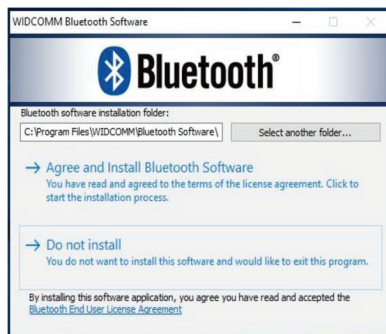 WIDCOMM Bluetooth Software
Bluetooth®
Bluetooth software installation folder:
C:\Program Files\WIDCOMM\Bluetooth Software\
Select another folder...
→ Agree and Install Bluetooth Software
You have read and agreed to the terms of the license agreement. Click to
start the installation process.
→ Do not install
You do not want to install this software and would like to exit this program.
By installing this software application, you agree you have read and accepted the
Bluetooth End User License Agreement